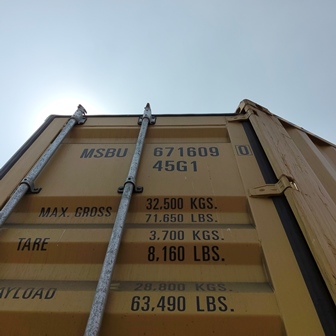 MSBU 671609 0
45G1
MAX. GROSS 32.500 KGS.
71.650 LBS.
TARE 3.700 KGS.
8,160 LBS.
PAYLOAD 28.800 KGS.
63,490 LBS.